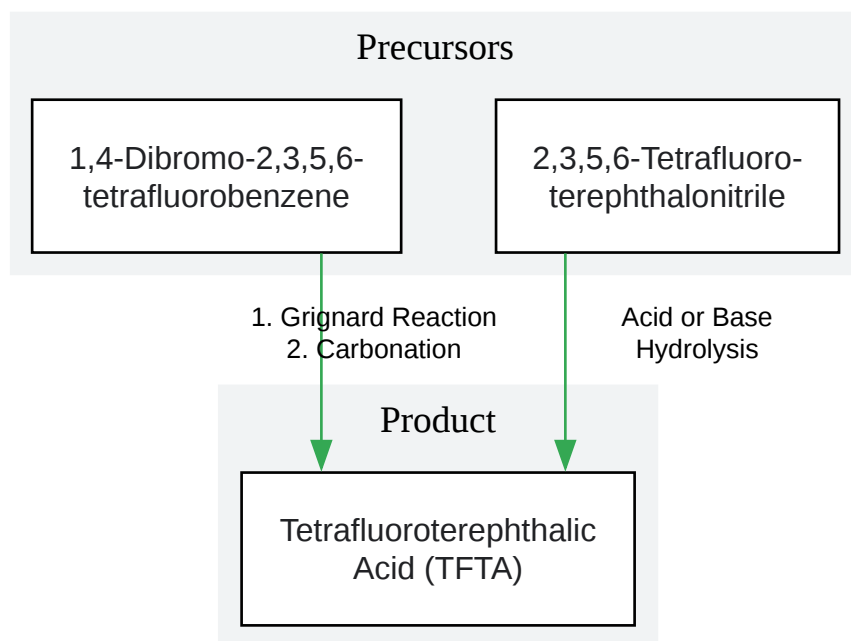 Precursors
1,4-Dibromo-2,3,5,6-
tetrafluorobenzene
2,3,5,6-Tetrafluoro-
terephthalonitrile
1. Grignard Reaction
2. Carbonation
Acid or Base
Hydrolysis
Product
Tetrafluoroterephthalic
Acid (TFTA)